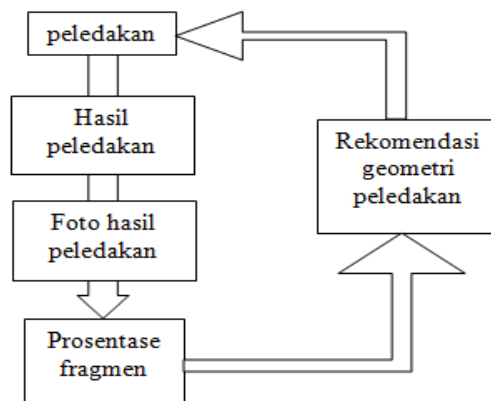 peledakan
Hasil
peledakan
Foto hasil
peledakan
Prosentase
fragmen
Rekomendasi
geometri
peledakan